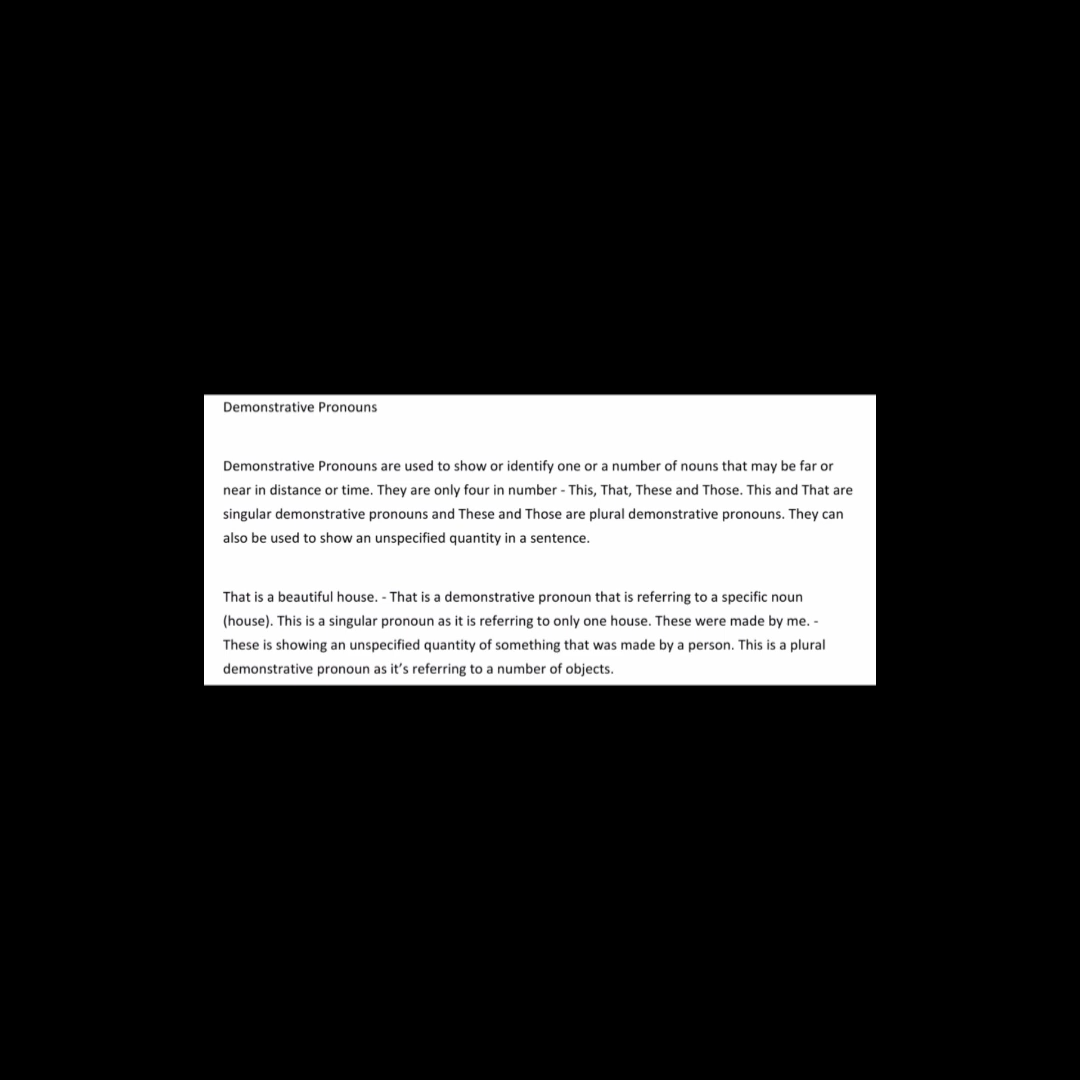 Demonstrative Pronouns
Demonstrative Pronouns are used to show or identify one or a number of nouns that may be far or
near in distance or time. They are only four in number - This, That, These and Those. This and That are
singular demonstrative pronouns and These and Those are plural demonstrative pronouns. They can
also be used to show an unspecified quantity in a sentence.
That is a beautiful house. - That is a demonstrative pronoun that is referring to a specific noun
(house). This is a singular pronoun as it is referring to only one house. These were made by me. -
These is showing an unspecified quantity of something that was made by a person. This is a plural
demonstrative pronoun as it’s referring to a number of objects.